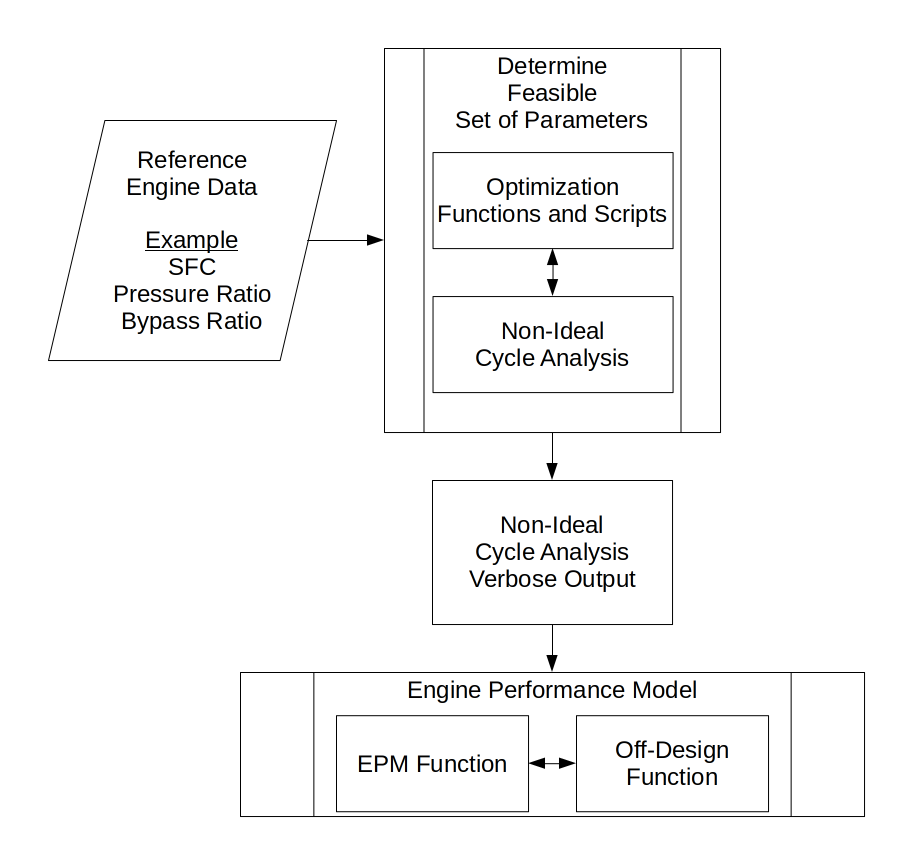 Reference
Engine Data
Example
SFC
Pressure Ratio
Bypass Ratio
Determine
Feasible
Set of Parameters
Optimization
Functions and Scripts
Non-Ideal
Cycle Analysis
Non-Ideal
Cycle Analysis
Verbose Output
Engine Performance Model
EPM Function
Off-Design
Function